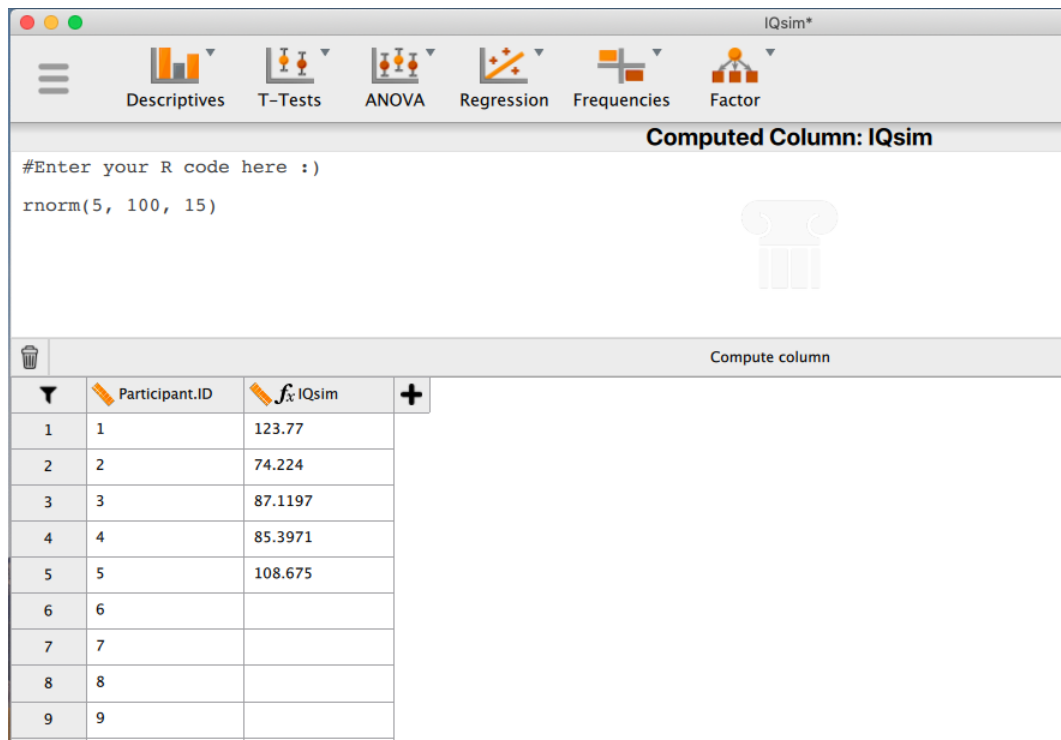 IQsim*
Descriptives T-Tests ANOVA Regression Frequencies Factor
Computed Column: IQsim
#Enter your R code here :)
rnorm(5, 100, 15)
Compute column
Participant.ID fx IQsim
1 1 123.77
2 2 74.224
3 3 87.1197
4 4 85.3971
5 5 108.675
6 6
7 7
8 8
9 9